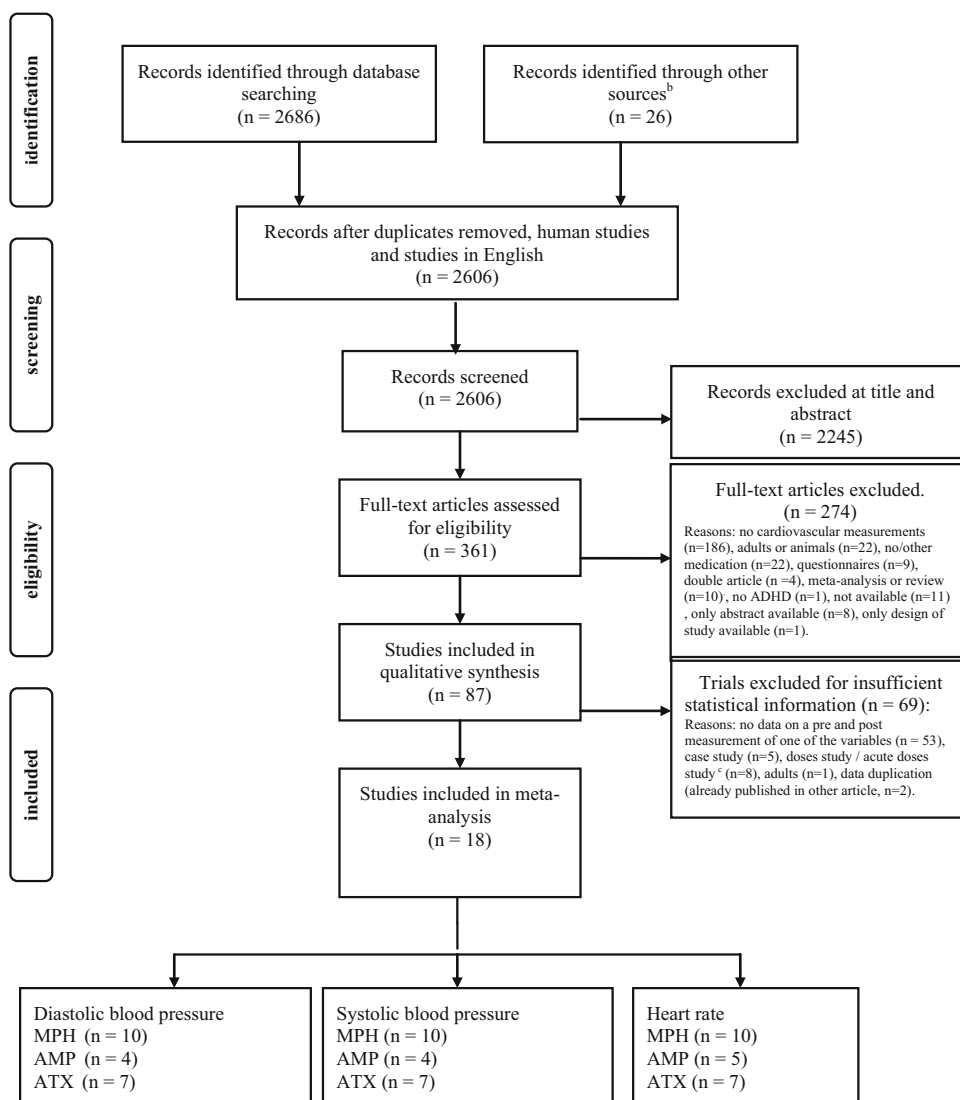 identification
Records identified through database
searching
(n = 2686)
Records identified through other
sources^b
(n = 26)
Records after duplicates removed, human studies
and studies in English
(n = 2606)
screening
Records screened
(n = 2606)
Records excluded at title and
abstract
(n = 2245)
eligibility
Full-text articles assessed
for eligibility
(n = 361)
Full-text articles excluded.
(n = 274)
Reasons: no cardiovascular measurements
(n=186), adults or animals (n=22), no/other
medication (n=22), questionnaires (n=9),
double article (n =4), meta-analysis or review
(n=10), no ADHD (n=1), not available (n=11)
, only abstract available (n=8), only design of
study available (n=1).
Studies included in
qualitative synthesis
(n = 87)
Trials excluded for insufficient
statistical information (n = 69):
Reasons: no data on a pre and post
measurement of one of the variables (n = 53),
case study (n=5), doses study / acute doses
study ^c (n=8), adults (n=1), data duplication
(already published in other article, n=2).
included
Studies included in meta-
analysis
(n = 18)
Diastolic blood pressure
MPH (n = 10)
AMP (n = 4)
ATX (n = 7)
Systolic blood pressure
MPH (n = 10)
AMP (n = 4)
ATX (n = 7)
Heart rate
MPH (n = 10)
AMP (n = 5)
ATX (n = 7)